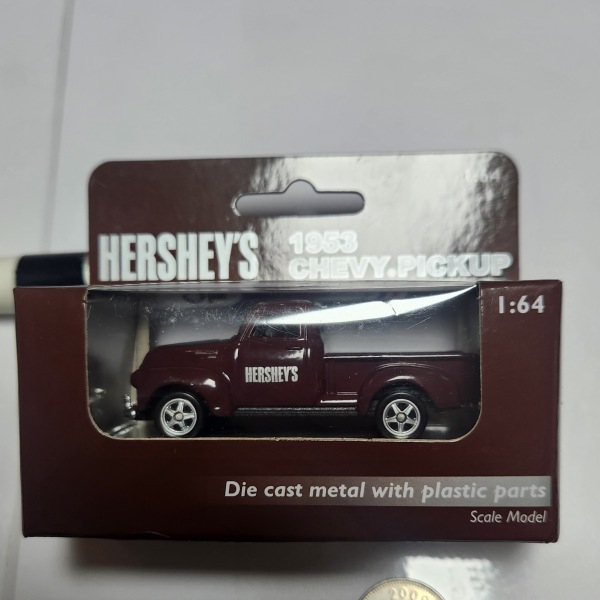 HERSHEY'S
1953
CHEVY.PICKUP
1:64
HERSHEY'S
Die cast metal with plastic parts
Scale Model